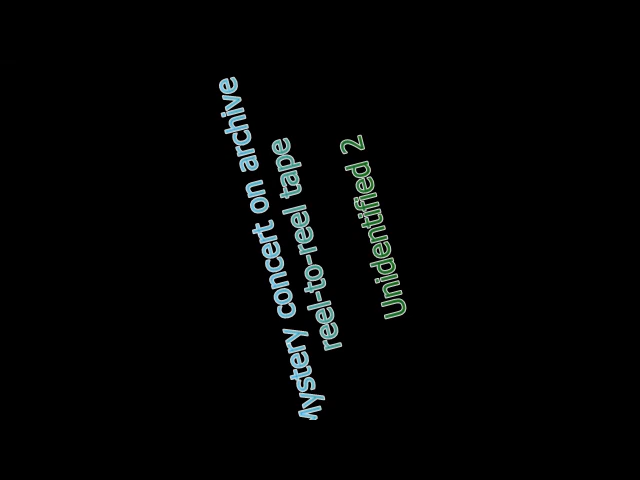 Mystery concert on archive
reel-to-reel tape
Unidentified 2